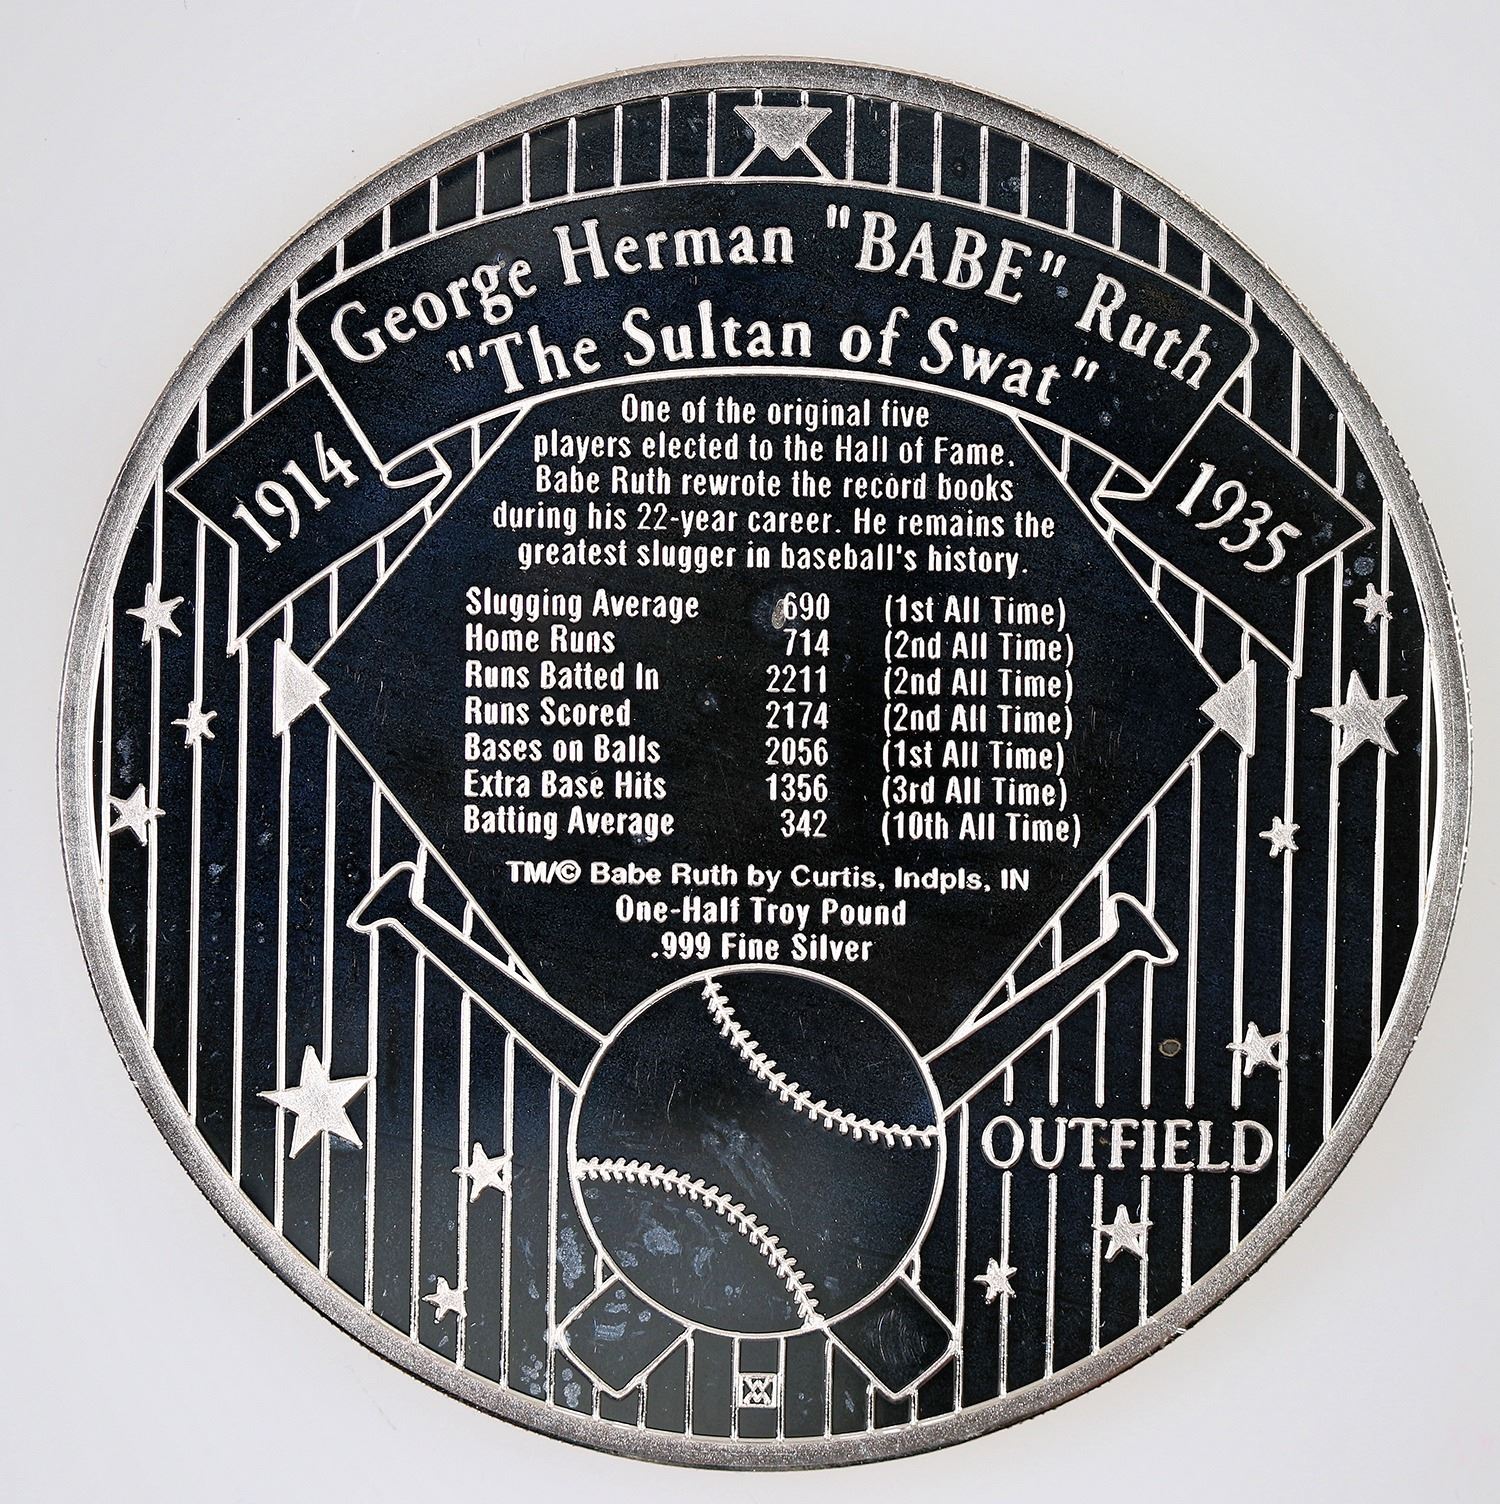 George Herman "BABE" Ruth
"The Sultan of Swat"
1914
1935
One of the original five
players elected to the Hall of Fame.
Babe Ruth rewrote the record books
during his 22-year career. He remains the
greatest slugger in baseball's history.
Slugging Average 690 (1st All Time)
Home Runs 714 (2nd All Time)
Runs Batted In 2211 (2nd All Time)
Runs Scored 2174 (2nd All Time)
Bases on Balls 2056 (1st All Time)
Extra Base Hits 1356 (3rd All Time)
Batting Average 342 (10th All Time)
TM/© Babe Ruth by Curtis, Indpls, IN
One-Half Troy Pound
.999 Fine Silver
OUTFIELD